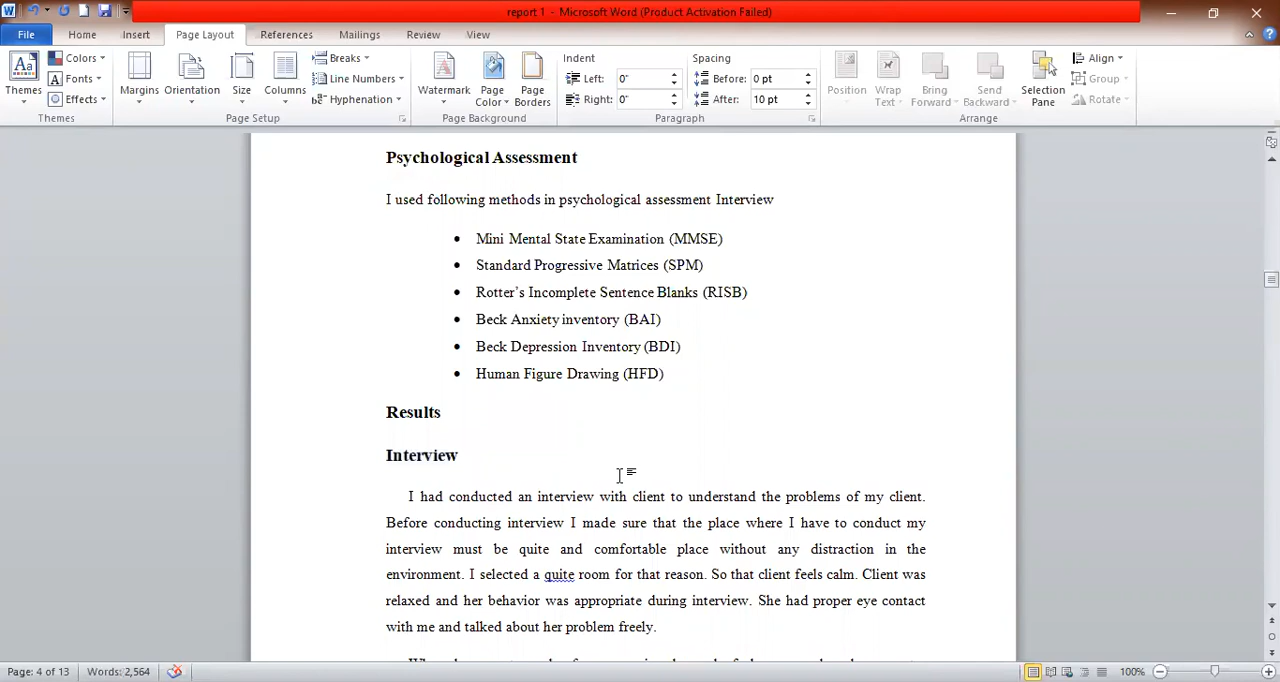 report 1 - Microsoft Word (Product Activation Failed)
File Home Insert Page Layout References Mailings Review View
Themes Colors Fonts Effects Themes
Margins Orientation Size Columns Breaks Line Numbers Hyphenation Page Setup
Watermark Page Color Page Borders Page Background
Indent Left: 0" Right: 0" Spacing Before: 0 pt After: 10 pt Paragraph
Position Wrap Text Bring Forward Send Backward Selection Pane Align Group Rotate Arrange
Psychological Assessment
I used following methods in psychological assessment Interview
• Mini Mental State Examination (MMSE)
• Standard Progressive Matrices (SPM)
• Rotter's Incomplete Sentence Blanks (RISB)
• Beck Anxiety inventory (BAI)
• Beck Depression Inventory (BDI)
• Human Figure Drawing (HFD)
Results
Interview
I had conducted an interview with client to understand the problems of my client.
Before conducting interview I made sure that the place where I have to conduct my
interview must be quite and comfortable place without any distraction in the
environment. I selected a quite room for that reason. So that client feels calm. Client was
relaxed and her behavior was appropriate during interview. She had proper eye contact
with me and talked about her problem freely.
Page: 4 of 13 Words: 2,564 100%